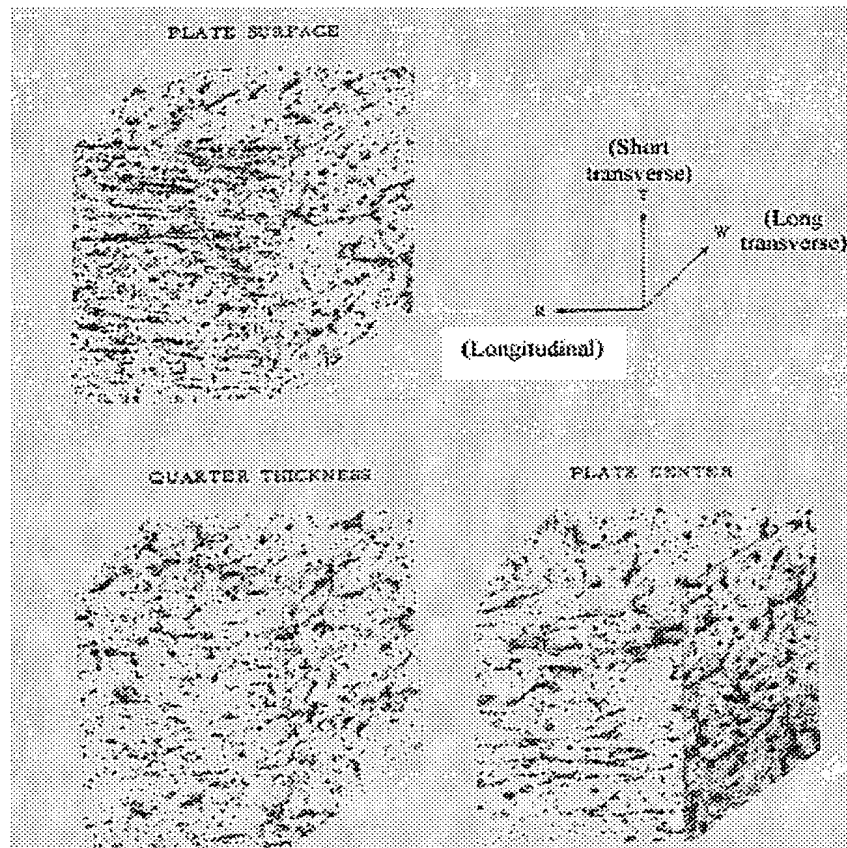 PLATE SURFACE
(Short
transverse)
T
W
(Long
transverse)
R
(Longitudinal)
QUARTER THICKNESS
PLATE CENTER